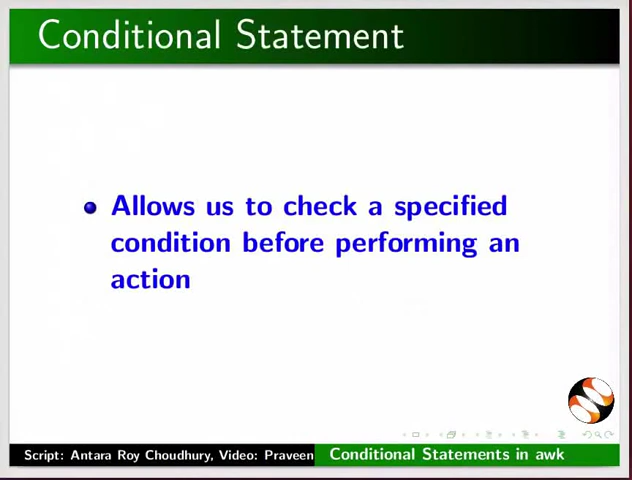 Conditional Statement
Allows us to check a specified
condition before performing an
action
Script: Antara Roy Choudhury, Video: Praveen
Conditional Statements in awk